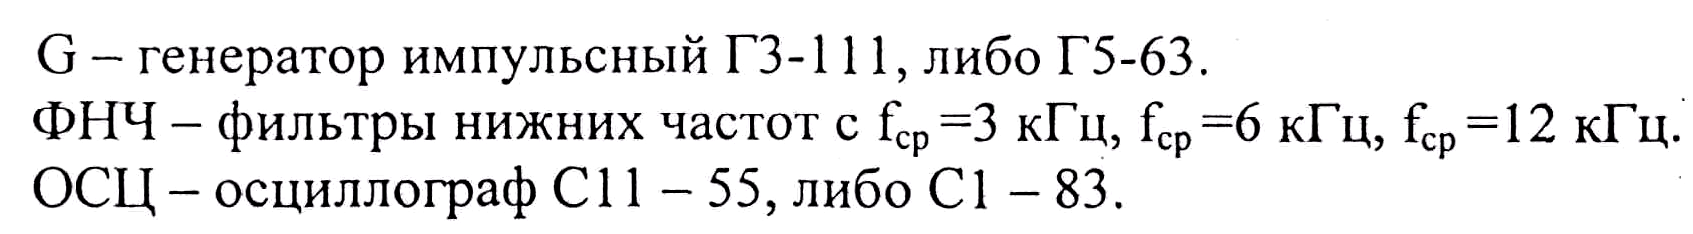 G – генератор импульсный Г3-111, либо Г5-63.
ФНЧ – фильтры нижних частот с fср =3 кГц, fср =6 кГц, fср =12 кГц.
ОСЦ – осциллограф С11 – 55, либо С1 – 83.